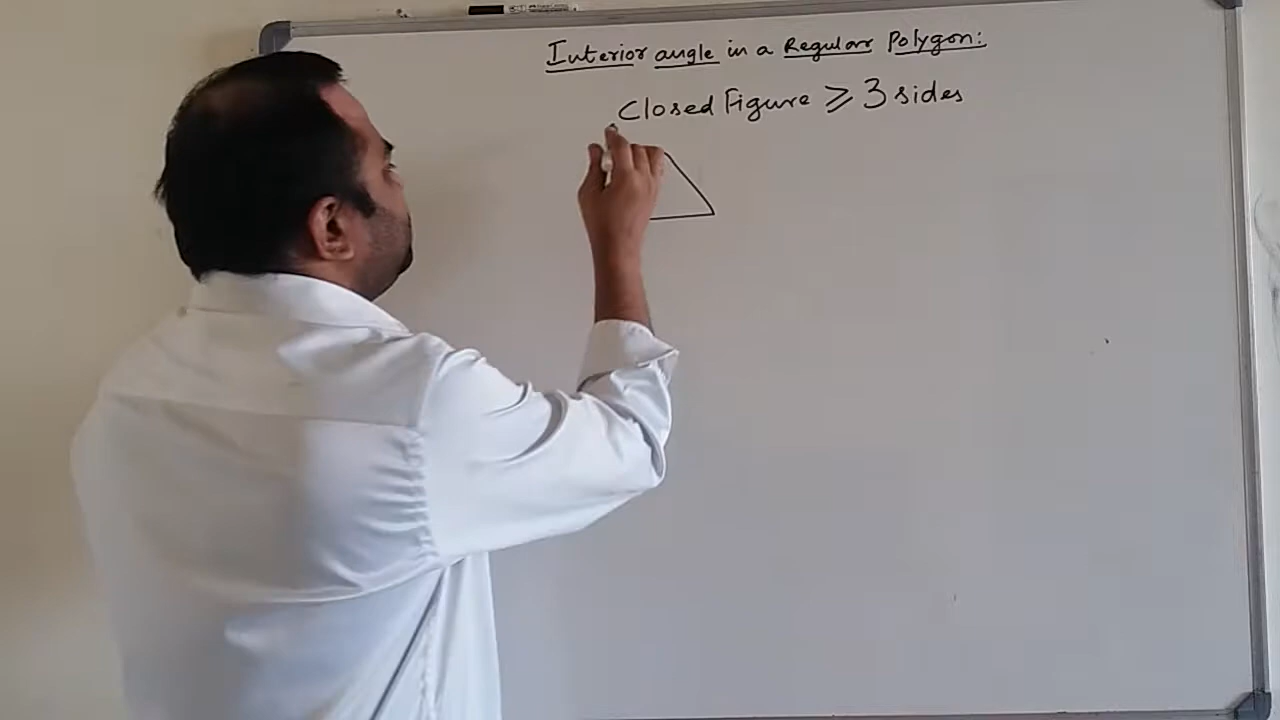 Interior angle in a Regular Polygon:
Closed Figure ⩾ 3 sides